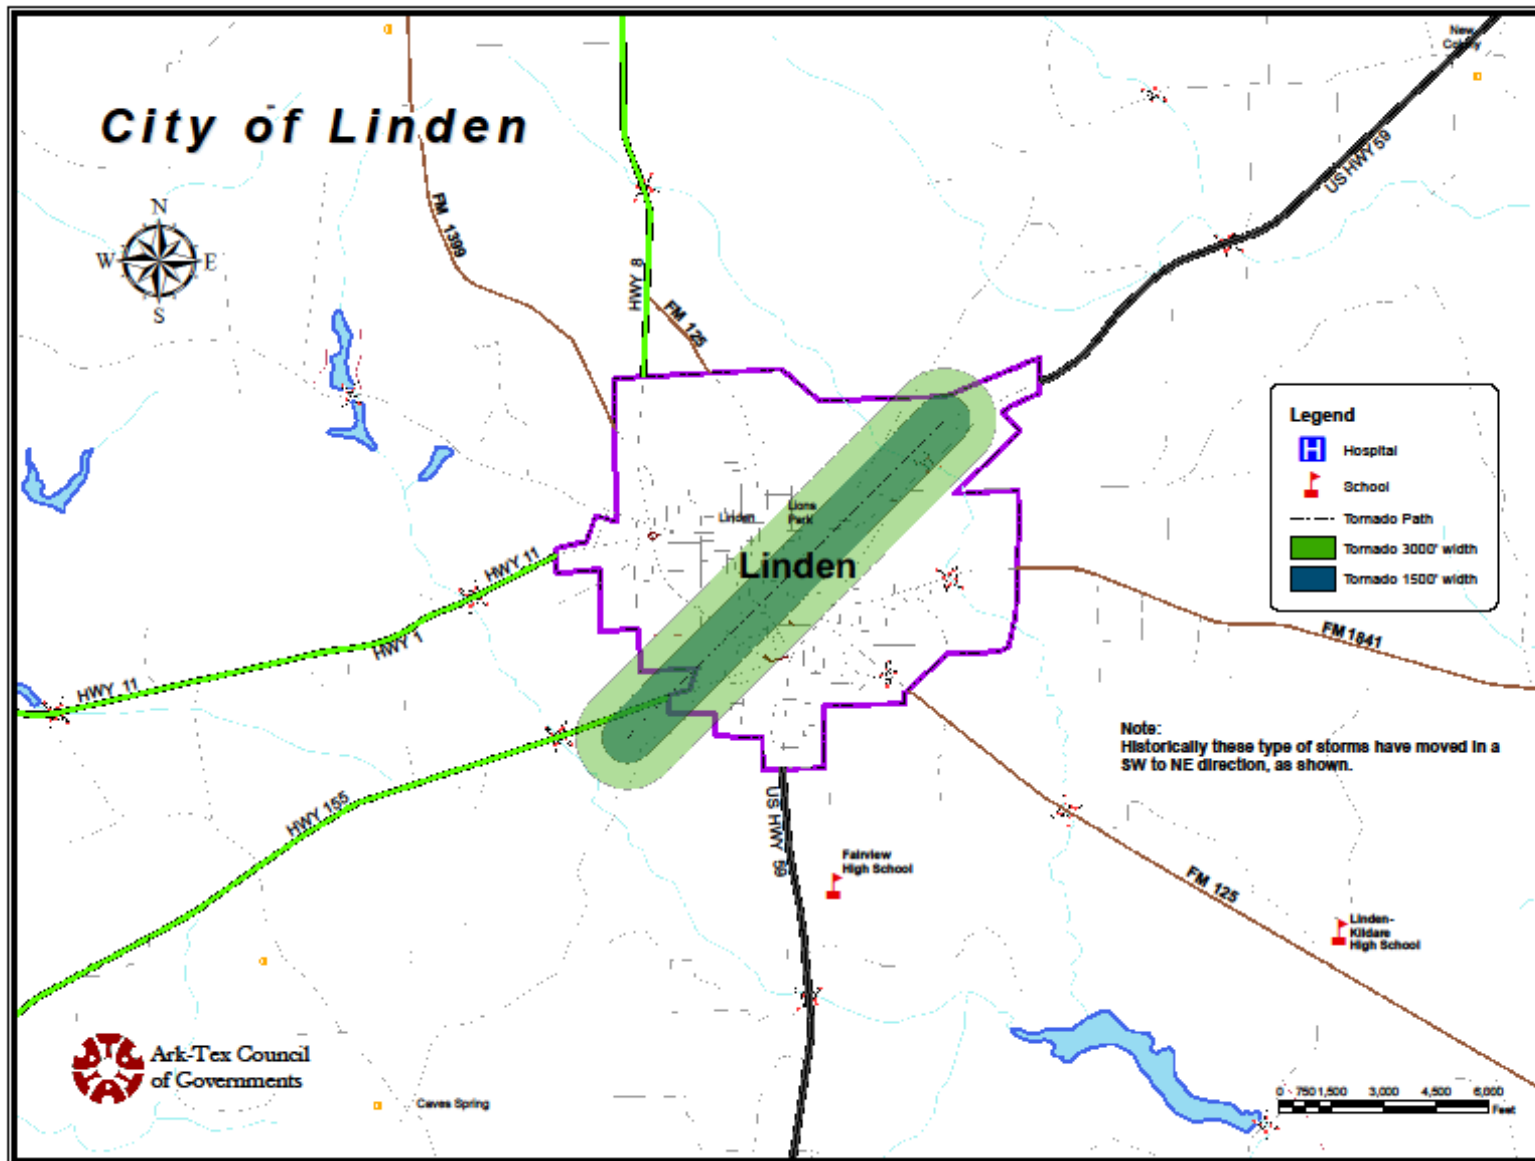 New
Colony
City of Linden
US HWY 59
N
W E
S
FM 1399
HWY 8
FM 125
Legend
Hospital
School
Tornado Path
Tornado 3000' width
Tornado 1500' width
Linden
Lions
Park
Linden
HWY 11
HWY 1
HWY 11
FM 1841
Note:
Historically these type of storms have moved in a
SW to NE direction, as shown.
HWY 155
US HWY 59
Fairview
High School
FM 125
Linden-
Kildare
High School
Ark-Tex Council
of Governments
Caves Spring
0 750 1,500 3,000 4,500 6,000
Feet